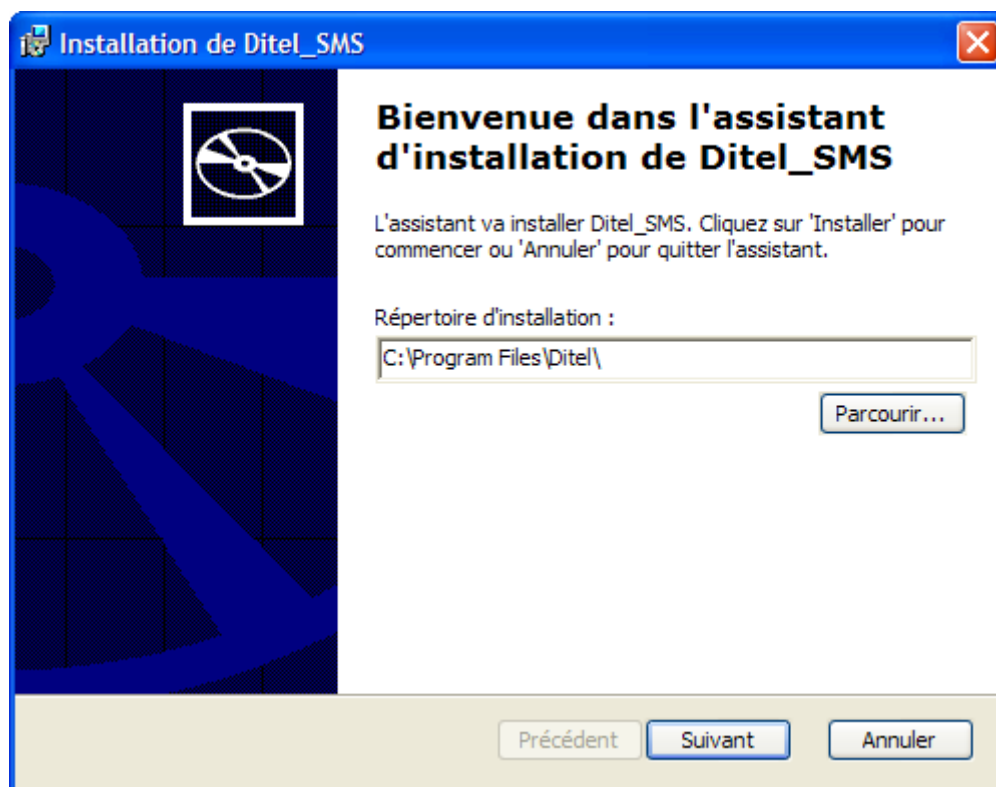 Installation de Ditel_SMS
Bienvenue dans l'assistant
d'installation de Ditel_SMS
L'assistant va installer Ditel_SMS. Cliquez sur 'Installer' pour
commencer ou 'Annuler' pour quitter l'assistant.
Répertoire d'installation :
C:\Program Files\Ditel\
Parcourir...
Précédent Suivant Annuler